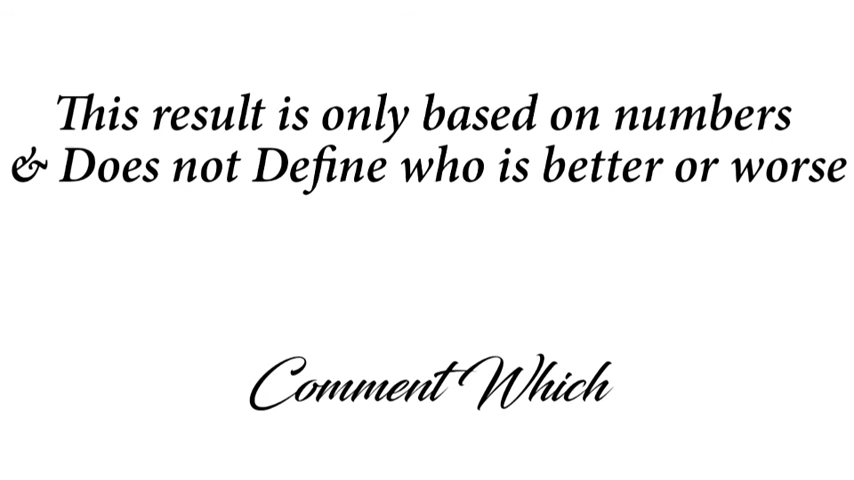 This result is only based on numbers
& Does not Define who is better or worse
Comment Which